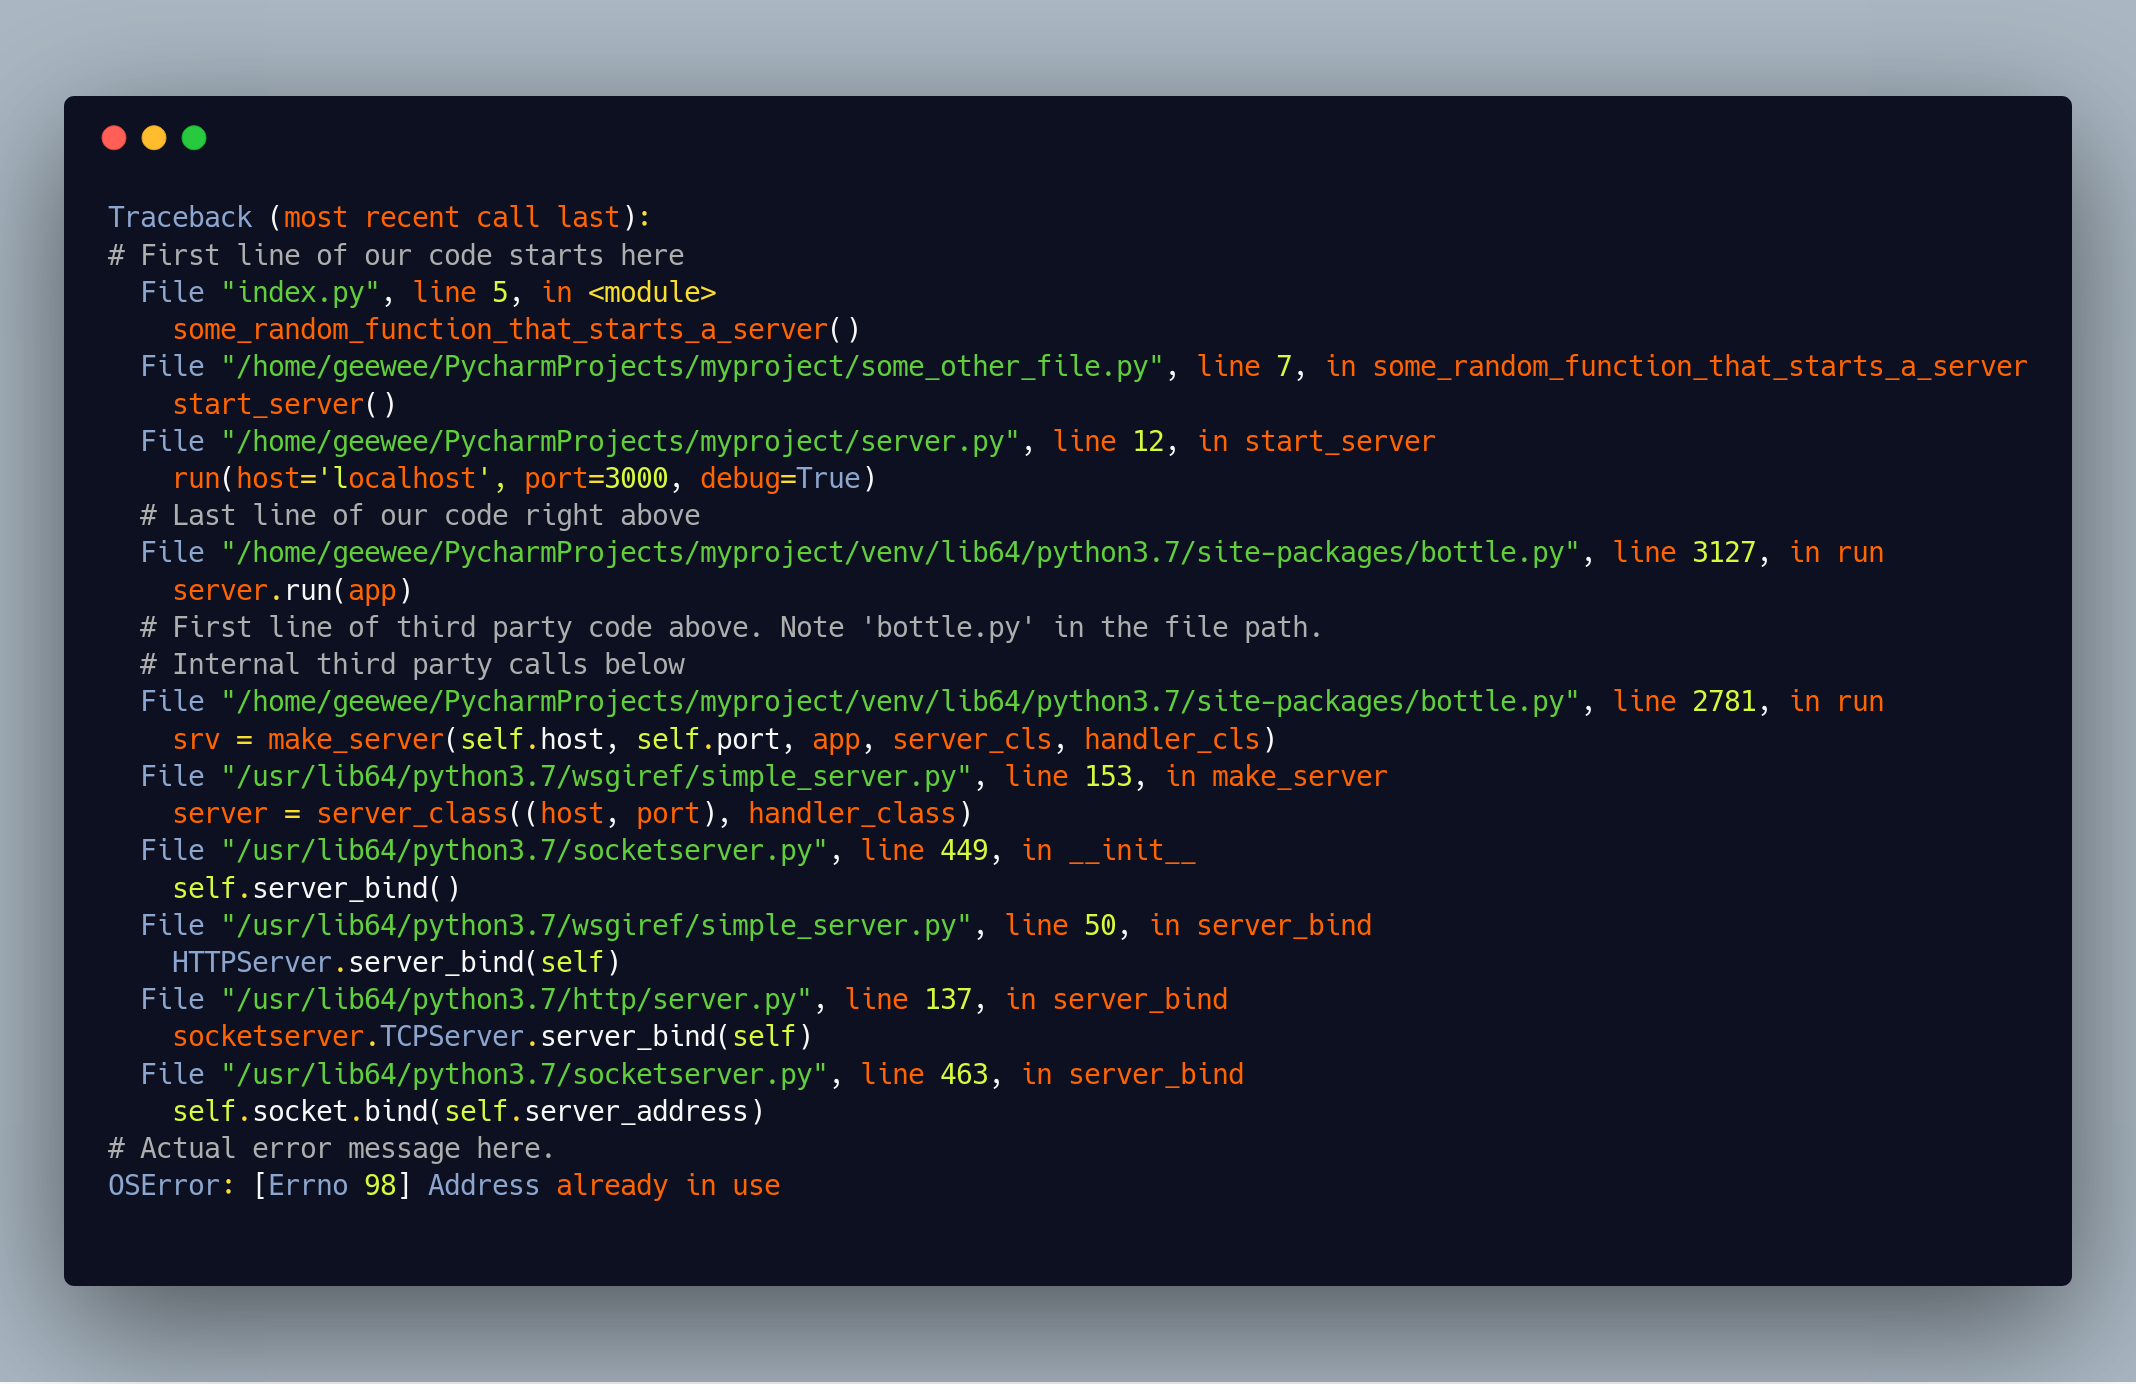 Traceback (most recent call last):
# First line of our code starts here
  File "index.py", line 5, in <module>
    some_random_function_that_starts_a_server()
  File "/home/geewee/PycharmProjects/myproject/some_other_file.py", line 7, in some_random_function_that_starts_a_server
    start_server()
  File "/home/geewee/PycharmProjects/myproject/server.py", line 12, in start_server
    run(host='localhost', port=3000, debug=True)
  # Last line of our code right above
  File "/home/geewee/PycharmProjects/myproject/venv/lib64/python3.7/site-packages/bottle.py", line 3127, in run
    server.run(app)
  # First line of third party code above. Note 'bottle.py' in the file path.
  # Internal third party calls below
  File "/home/geewee/PycharmProjects/myproject/venv/lib64/python3.7/site-packages/bottle.py", line 2781, in run
    srv = make_server(self.host, self.port, app, server_cls, handler_cls)
  File "/usr/lib64/python3.7/wsgiref/simple_server.py", line 153, in make_server
    server = server_class((host, port), handler_class)
  File "/usr/lib64/python3.7/socketserver.py", line 449, in __init__
    self.server_bind()
  File "/usr/lib64/python3.7/wsgiref/simple_server.py", line 50, in server_bind
    HTTPServer.server_bind(self)
  File "/usr/lib64/python3.7/http/server.py", line 137, in server_bind
    socketserver.TCPServer.server_bind(self)
  File "/usr/lib64/python3.7/socketserver.py", line 463, in server_bind
    self.socket.bind(self.server_address)
# Actual error message here.
OSError: [Errno 98] Address already in use